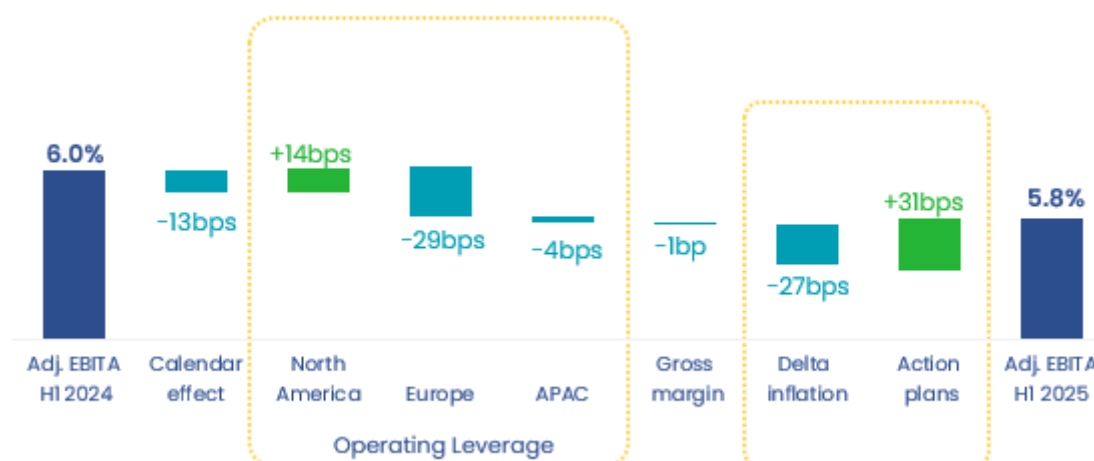 6.0%
-13bps
+14bps
-29bps
-4bps
-1bp
-27bps
+31bps
5.8%
Adj. EBITA
H1 2024
Calendar
effect
North
America
Europe
APAC
Gross
margin
Delta
inflation
Action
plans
Adj. EBITA
H1 2025
Operating Leverage